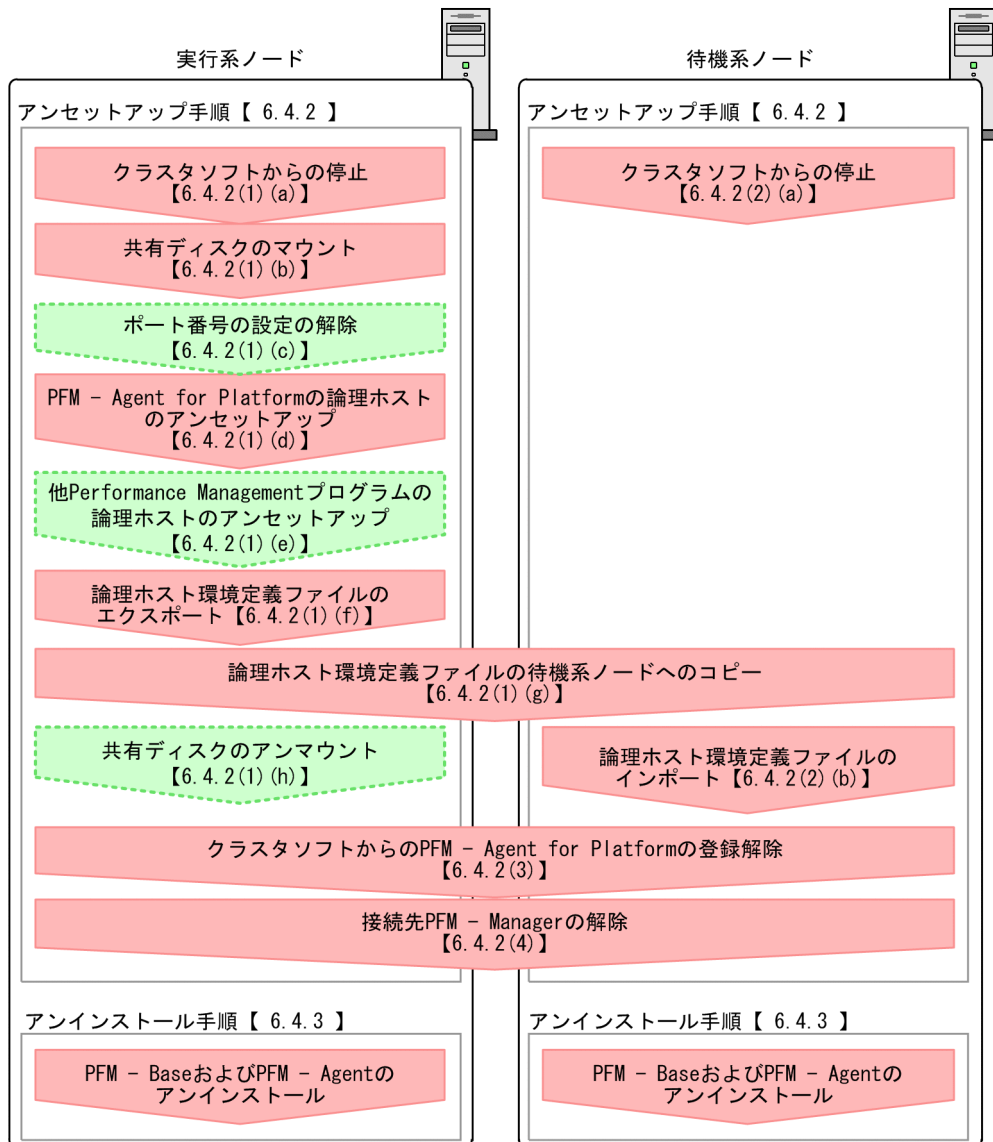 実行系ノード
待機系ノード
アンセットアップ手順【 6.4.2 】
アンセットアップ手順【 6.4.2 】
クラスタソフトからの停止
【6.4.2(1)(a)】
クラスタソフトからの停止
【6.4.2(2)(a)】
共有ディスクのマウント
【6.4.2(1)(b)】
ポート番号の設定の解除
【6.4.2(1)(c)】
PFM － Agent for Platformの論理ホスト
のアンセットアップ
【6.4.2(1)(d)】
他Performance Managementプログラムの
論理ホストのアンセットアップ
【6.4.2(1)(e)】
論理ホスト環境定義ファイルの
エクスポート【6.4.2(1)(f)】
論理ホスト環境定義ファイルの待機系ノードへのコピー
【6.4.2(1)(g)】
共有ディスクのアンマウント
【6.4.2(1)(h)】
論理ホスト環境定義ファイルの
インポート【6.4.2(2)(b)】
クラスタソフトからのPFM － Agent for Platformの登録解除
【6.4.2(3)】
接続先PFM － Managerの解除
【6.4.2(4)】
アンインストール手順【 6.4.3 】
アンインストール手順【 6.4.3 】
PFM － BaseおよびPFM － Agentの
アンインストール
PFM － BaseおよびPFM － Agentの
アンインストール